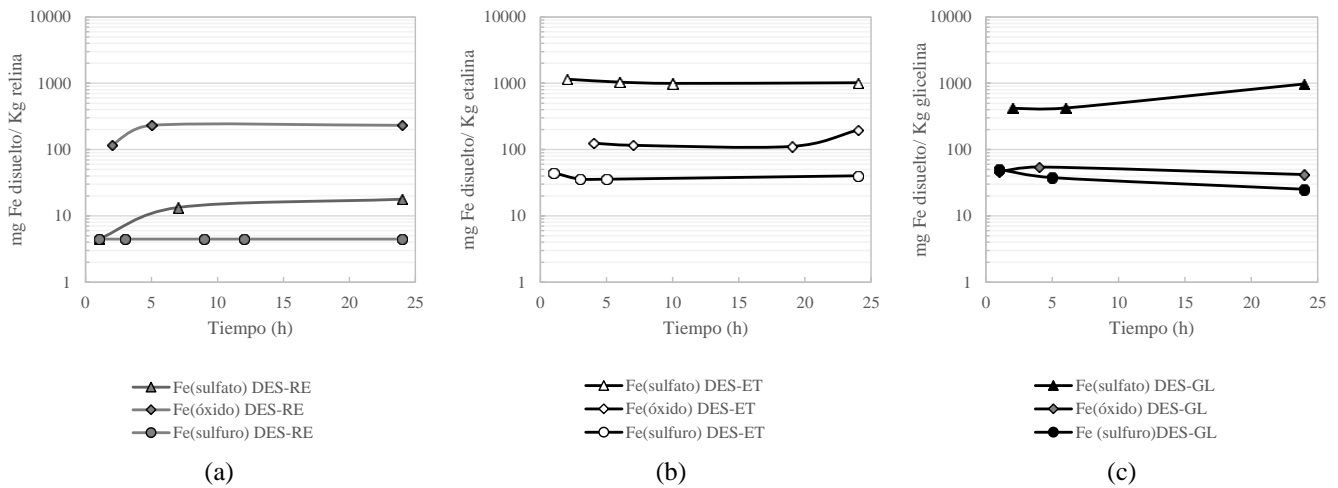 mg Fe disuelto/ Kg relina
10000
1000
100
10
1
0 5 10 15 20 25
Tiempo (h)
Fe(sulfato) DES-RE
Fe(óxido) DES-RE
Fe(sulfuro) DES-RE
(a)
mg Fe disuelto/ Kg etalina
10000
1000
100
10
1
0 5 10 15 20 25
Tiempo (h)
Fe(sulfato) DES-ET
Fe(óxido) DES-ET
Fe(sulfuro) DES-ET
(b)
mg Fe disuelto/ Kg glicelina
10000
1000
100
10
1
0 5 10 15 20 25
Tiempo (h)
Fe(sulfato) DES-GL
Fe(óxido) DES-GL
Fe (sulfuro)DES-GL
(c)